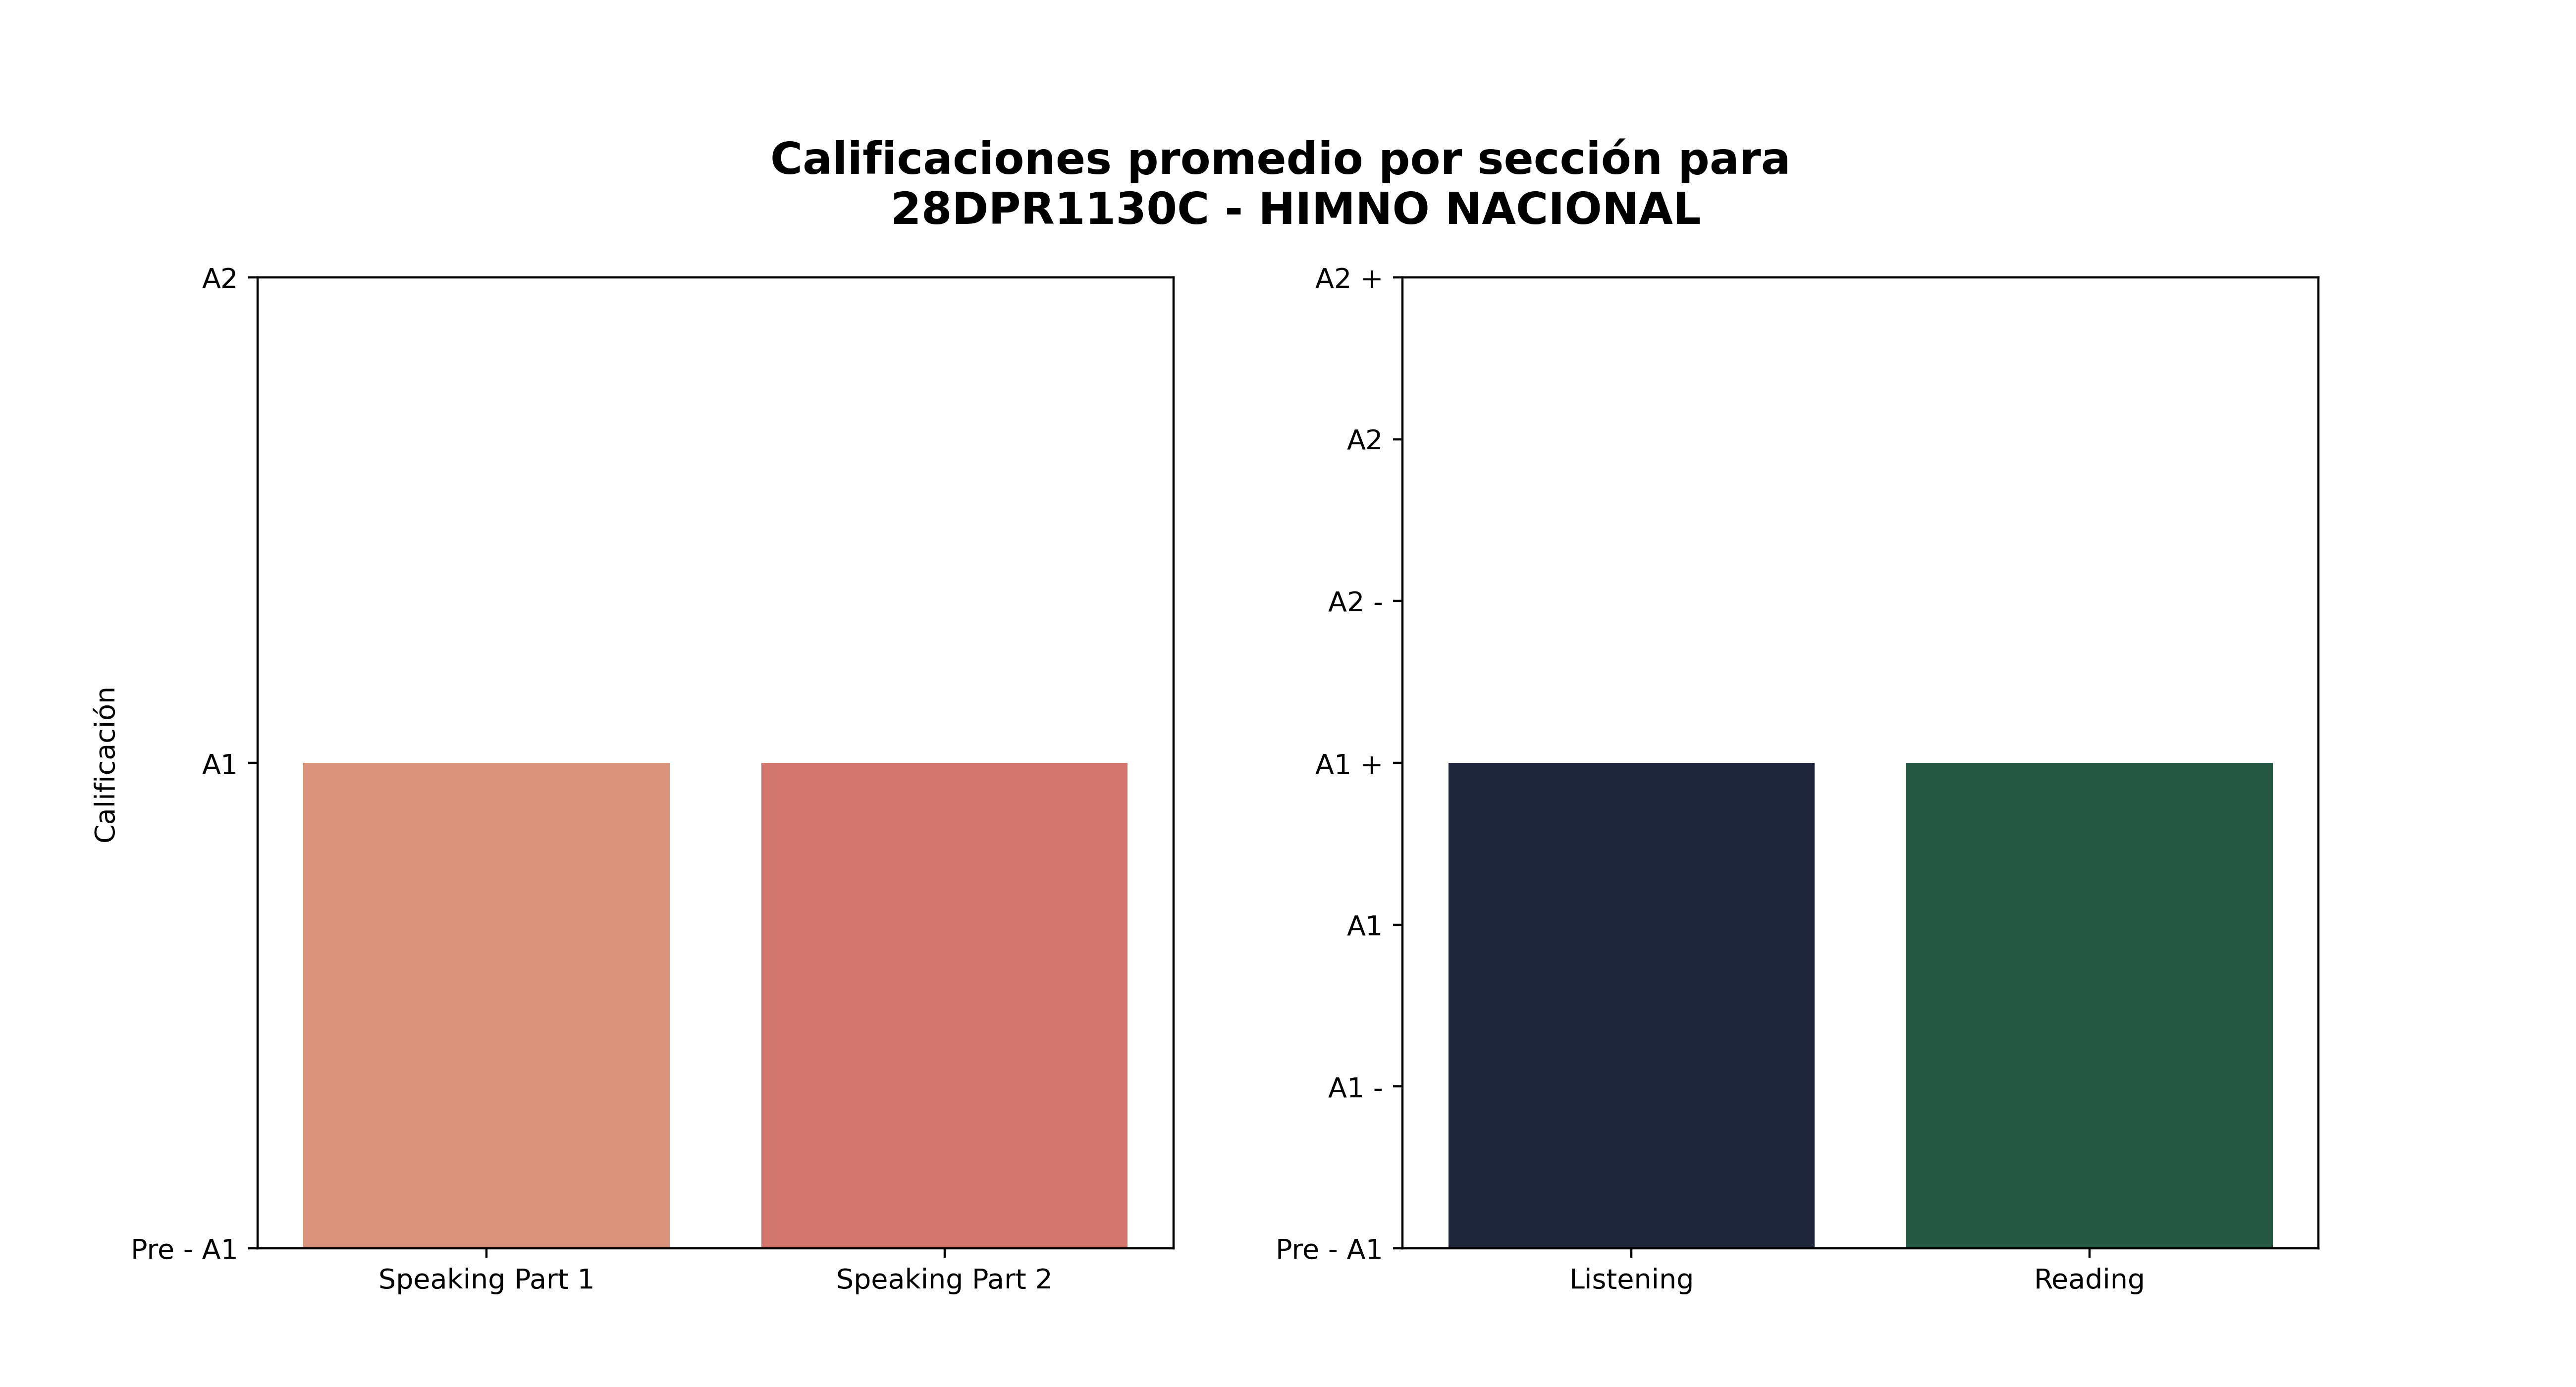 Calificaciones promedio por sección para
28DPR1130C - HIMNO NACIONAL
Calificación
A2
A1
Pre - A1
Speaking Part 1
Speaking Part 2
A2 +
A2
A2 -
A1 +
A1
A1 -
Pre - A1
Listening
Reading